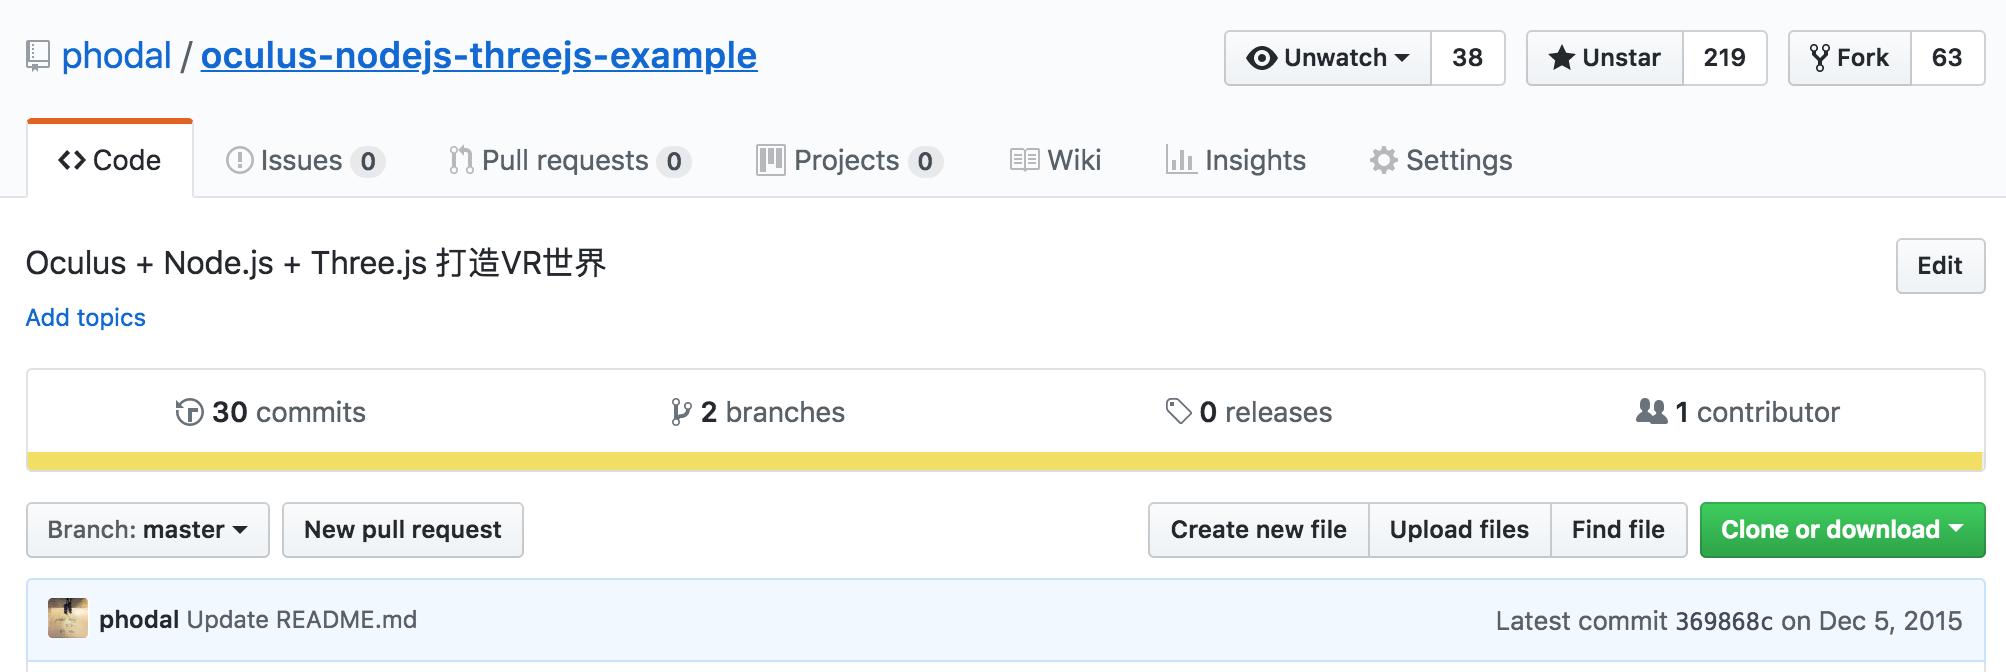 phodal / oculus-nodejs-threejs-example Unwatch 38 Unstar 219 Fork 63
Code Issues 0 Pull requests 0 Projects 0 Wiki Insights Settings
Oculus + Node.js + Three.js 打造VR世界 Edit
Add topics
30 commits 2 branches 0 releases 1 contributor
Branch: master New pull request Create new file Upload files Find file Clone or download
phodal Update README.md Latest commit 369868c on Dec 5, 2015